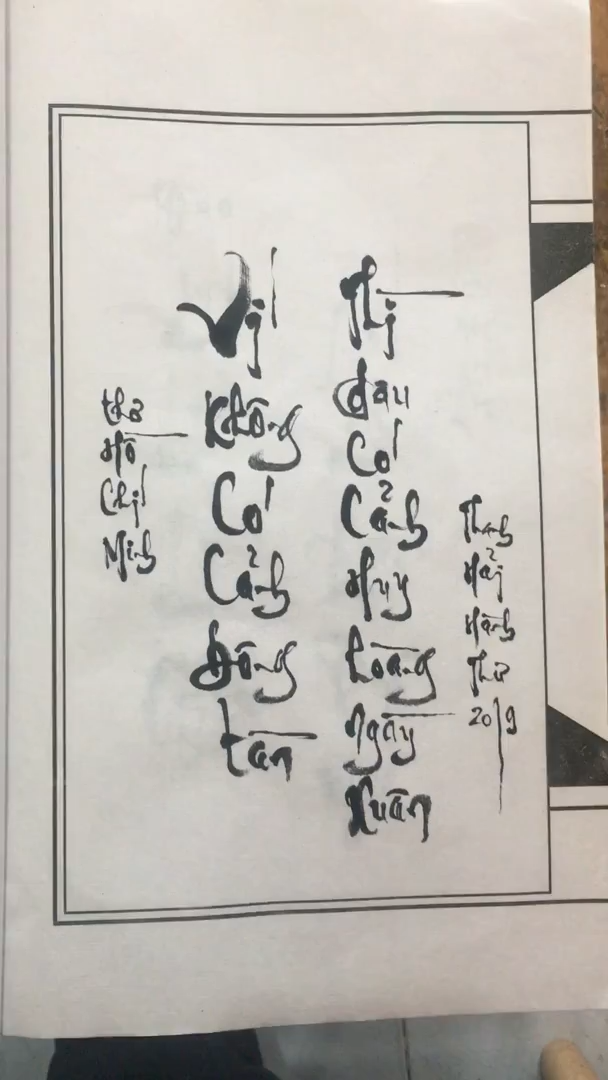 Ví Không Có Cảnh Đông tàn
Thì đâu Có Cảnh Huy hoàng ngày Xuân
thơ Hồ Chí Minh
Thanh Hải Hành Thư 2019